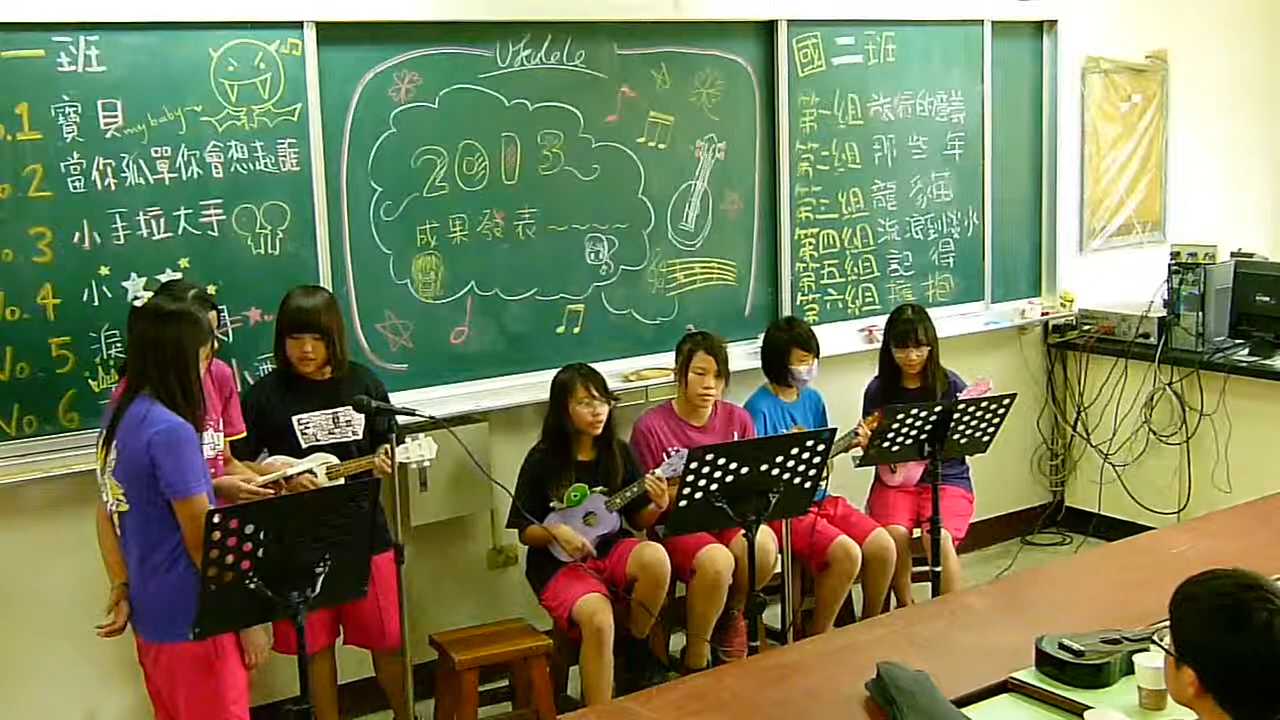 一班
o.1 寶貝 my baby~
o.2 當你孤單你會想起誰
o.3 小手拉大手
No.4 小
No.5 淚
No.6
Ukulele
2013
成果發表~~~~~
國二班
第一組 旅行的意義
第二組 那些年
第三組 龍貓
第四組 流浪到淡水
第五組 記得
第六組 擁抱